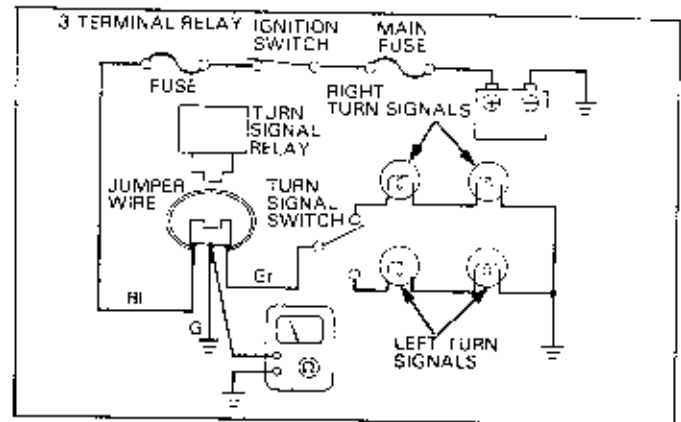 3 TERMINAL RELAY
IGNITION
SWITCH
MAIN
FUSE
FUSE
RIGHT
TURN SIGNALS
TURN
SIGNAL
RELAY
JUMPER
WIRE
TURN
SIGNAL
SWITCH
Gr
Bl
G
Ω
LEFT TURN
SIGNALS